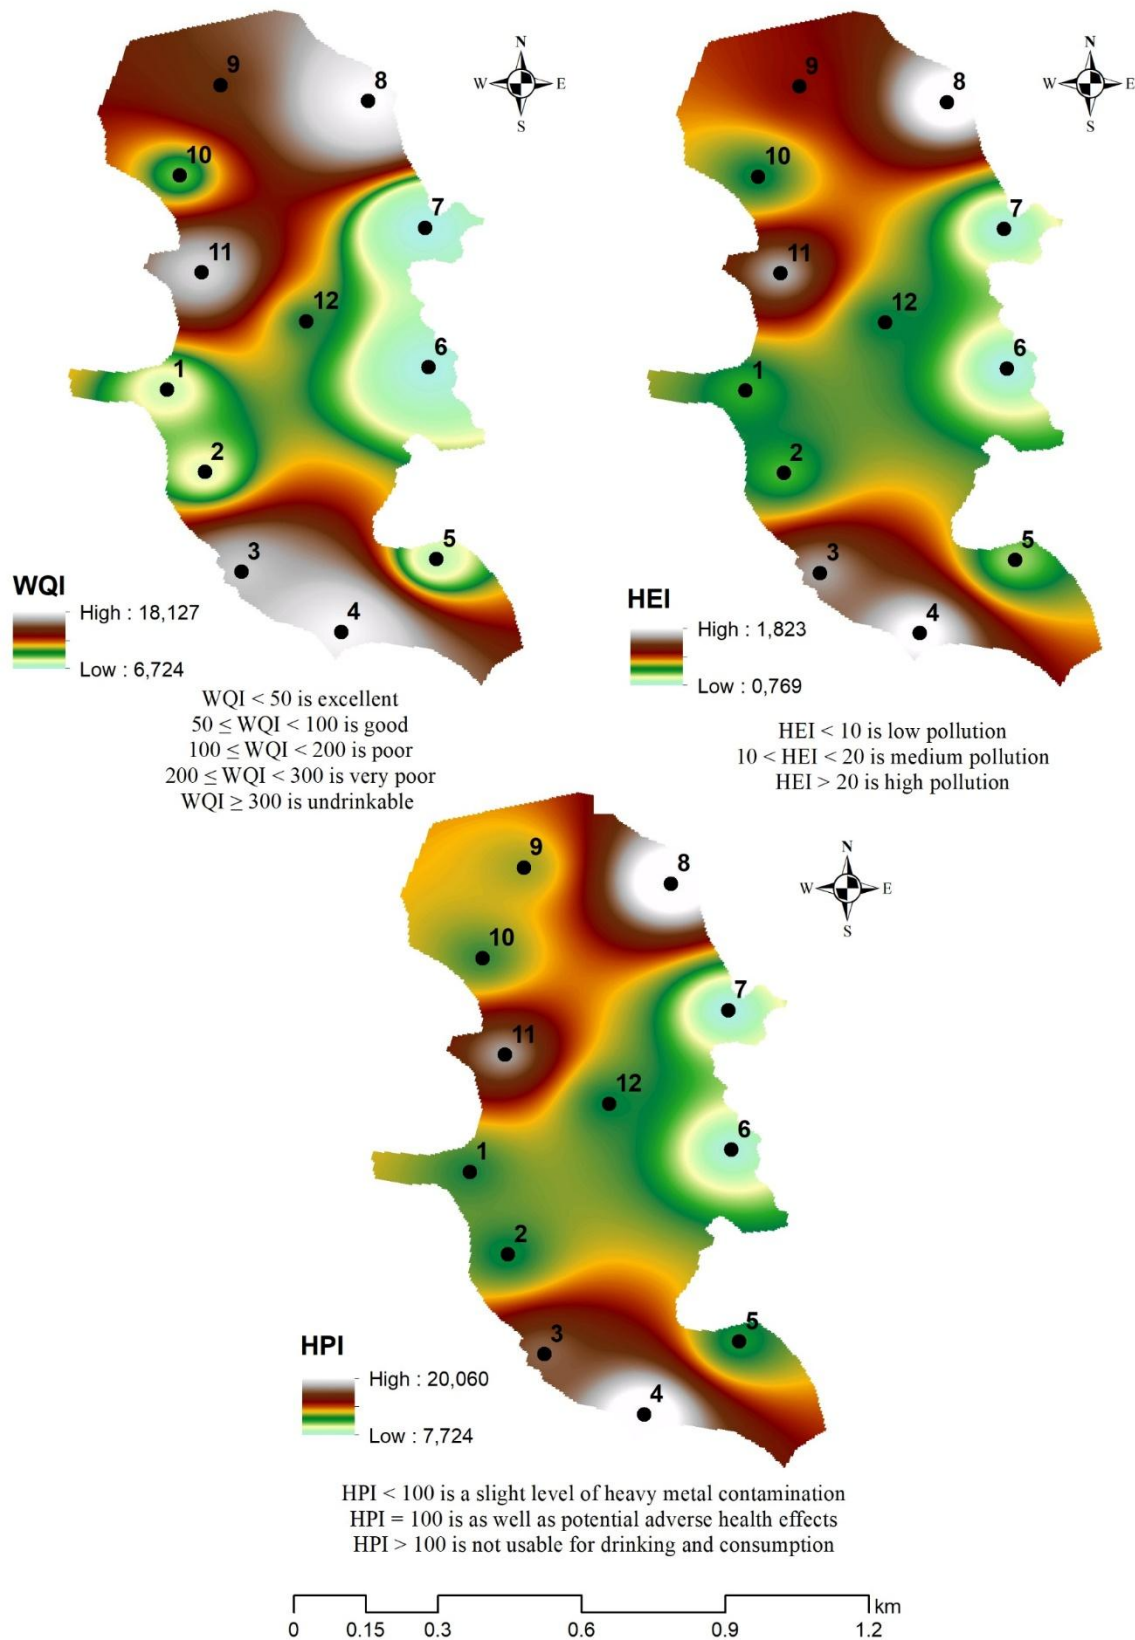 N
W E
S
9
8
10
7
11
12
6
1
2
5
3
4
WQI
High : 18,127
Low : 6,724
WQI < 50 is excellent
50 ≤ WQI < 100 is good
100 ≤ WQI < 200 is poor
200 ≤ WQI < 300 is very poor
WQI ≥ 300 is undrinkable
N
W E
S
9
8
10
7
11
12
6
1
2
5
3
4
HEI
High : 1,823
Low : 0,769
HEI < 10 is low pollution
10 < HEI < 20 is medium pollution
HEI > 20 is high pollution
N
W E
S
9
8
10
7
11
12
6
1
2
5
3
4
HPI
High : 20,060
Low : 7,724
HPI < 100 is a slight level of heavy metal contamination
HPI = 100 is as well as potential adverse health effects
HPI > 100 is not usable for drinking and consumption
km
0 0.15 0.3 0.6 0.9 1.2